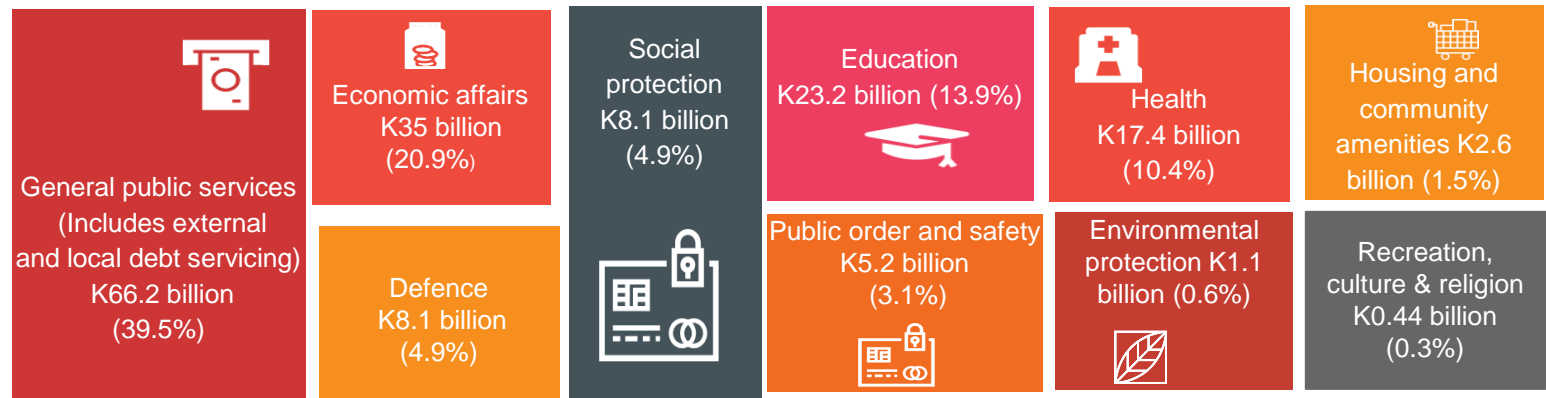 General public services
(Includes external
and local debt servicing)
K66.2 billion
(39.5%)
Economic affairs
K35 billion
(20.9%)
Defence
K8.1 billion
(4.9%)
Social
protection
K8.1 billion
(4.9%)
Education
K23.2 billion (13.9%)
Public order and safety
K5.2 billion
(3.1%)
Health
K17.4 billion
(10.4%)
Environmental
protection K1.1
billion (0.6%)
Housing and
community
amenities K2.6
billion (1.5%)
Recreation,
culture & religion
K0.44 billion
(0.3%)